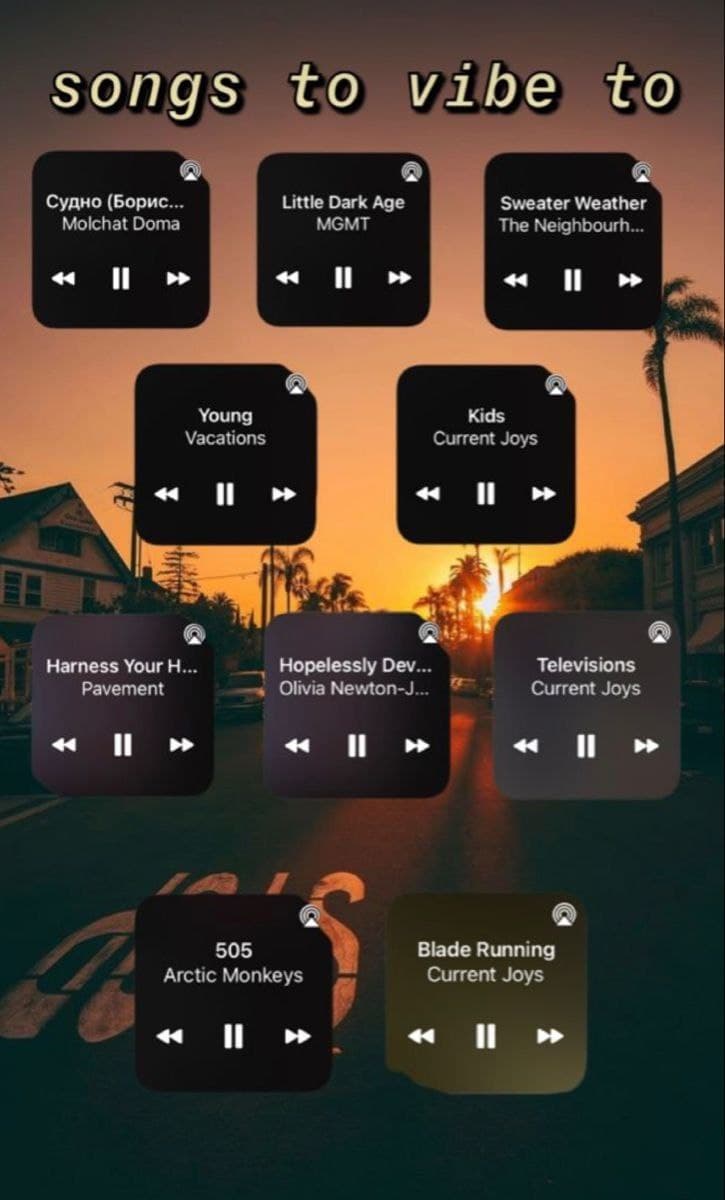 songs to vibe to
Судно (Борис...
Molchat Doma
Little Dark Age
MGMT
Sweater Weather
The Neighbourh...
Young
Vacations
Kids
Current Joys
Harness Your H...
Pavement
Hopelessly Dev...
Olivia Newton-J...
Televisions
Current Joys
505
Arctic Monkeys
Blade Running
Current Joys